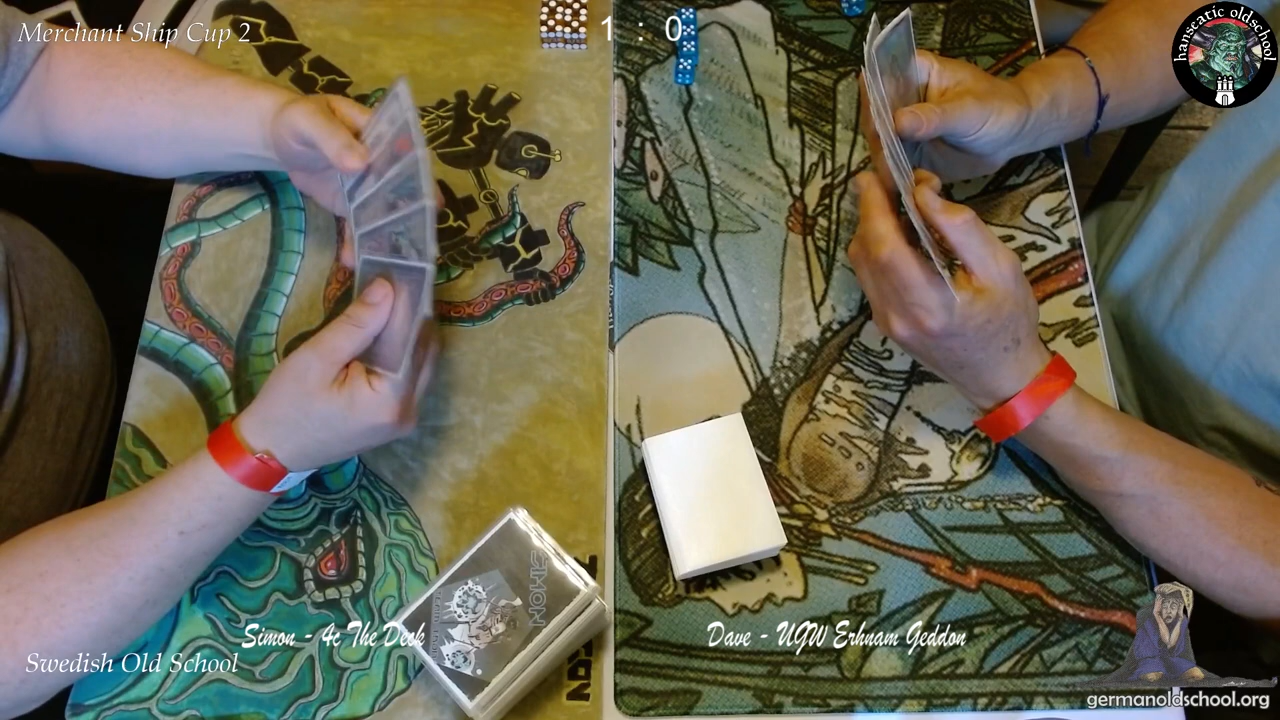 Merchant Ship Cup 2
1 : 0
hanseatic oldschool
SIMON
Simon - 4c The Deck
Dave - UGW Erhnam Geddon
Swedish Old School
germanoldschool.org